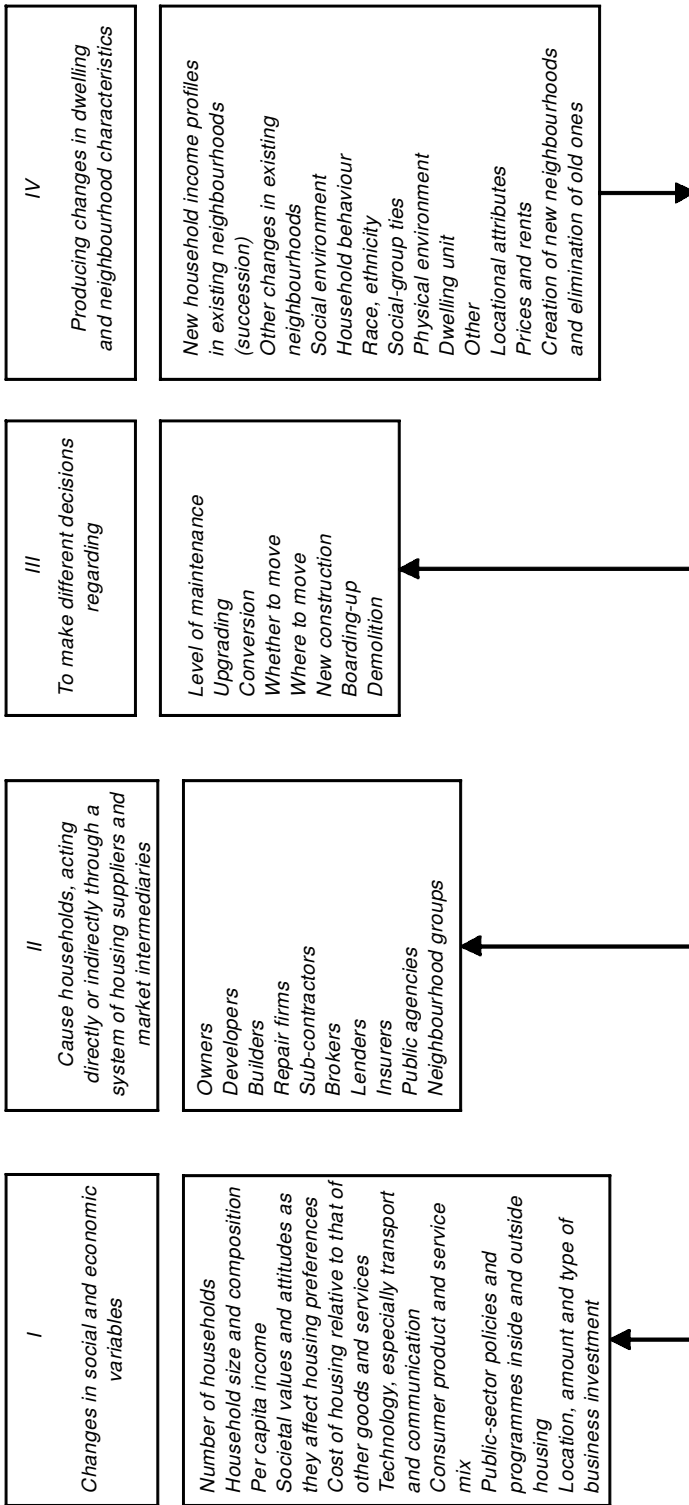 I
Changes in social and economic
variables
Number of households
Household size and composition
Per capita income
Societal values and attitudes as
they affect housing preferences
Cost of housing relative to that of
other goods and services
Technology, especially transport
and communication
Consumer product and service
mix
Public-sector policies and
programmes inside and outside
housing
Location, amount and type of
business investment
II
Cause households, acting
directly or indirectly through a
system of housing suppliers and
market intermediaries
Owners
Developers
Builders
Repair firms
Sub-contractors
Brokers
Lenders
Insurers
Public agencies
Neighbourhood groups
III
To make different decisions
regarding
Level of maintenance
Upgrading
Conversion
Whether to move
Where to move
New construction
Boarding-up
Demolition
IV
Producing changes in dwelling
and neighbourhood characteristics
New household income profiles
in existing neighbourhoods
(succession)
Other changes in existing
neighbourhoods
Social environment
Household behaviour
Race, ethnicity
Social-group ties
Physical environment
Dwelling unit
Other
Locational attributes
Prices and rents
Creation of new neighbourhoods
and elimination of old ones